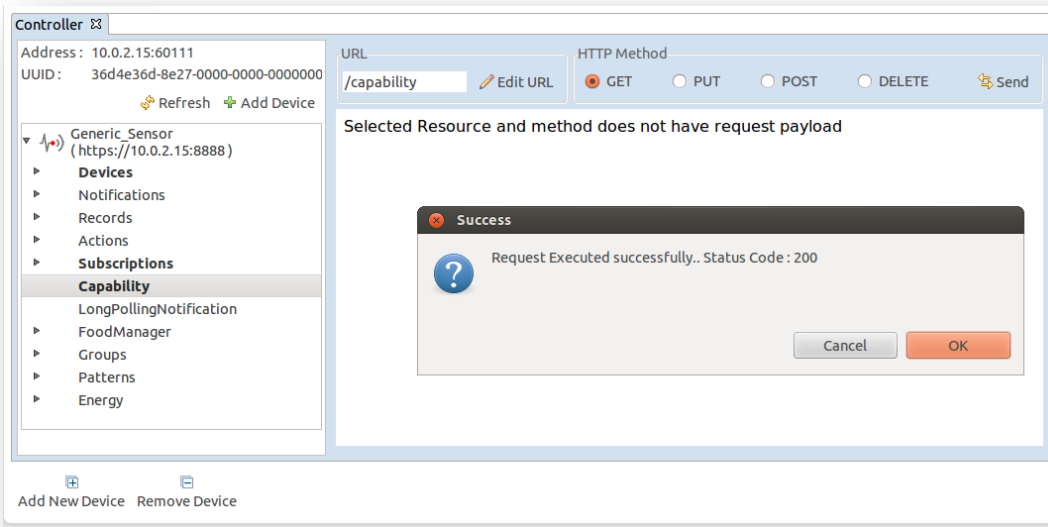 Controller
Address : 10.0.2.15:60111
UUID : 36d4e36d-8e27-0000-0000-0000000
Refresh Add Device
Generic_Sensor
( https://10.0.2.15:8888 )
Devices
Notifications
Records
Actions
Subscriptions
Capability
LongPollingNotification
FoodManager
Groups
Patterns
Energy
URL
/capability Edit URL
HTTP Method
GET PUT POST DELETE Send
Selected Resource and method does not have request payload
Success
Request Executed successfully.. Status Code : 200
Cancel OK
Add New Device Remove Device